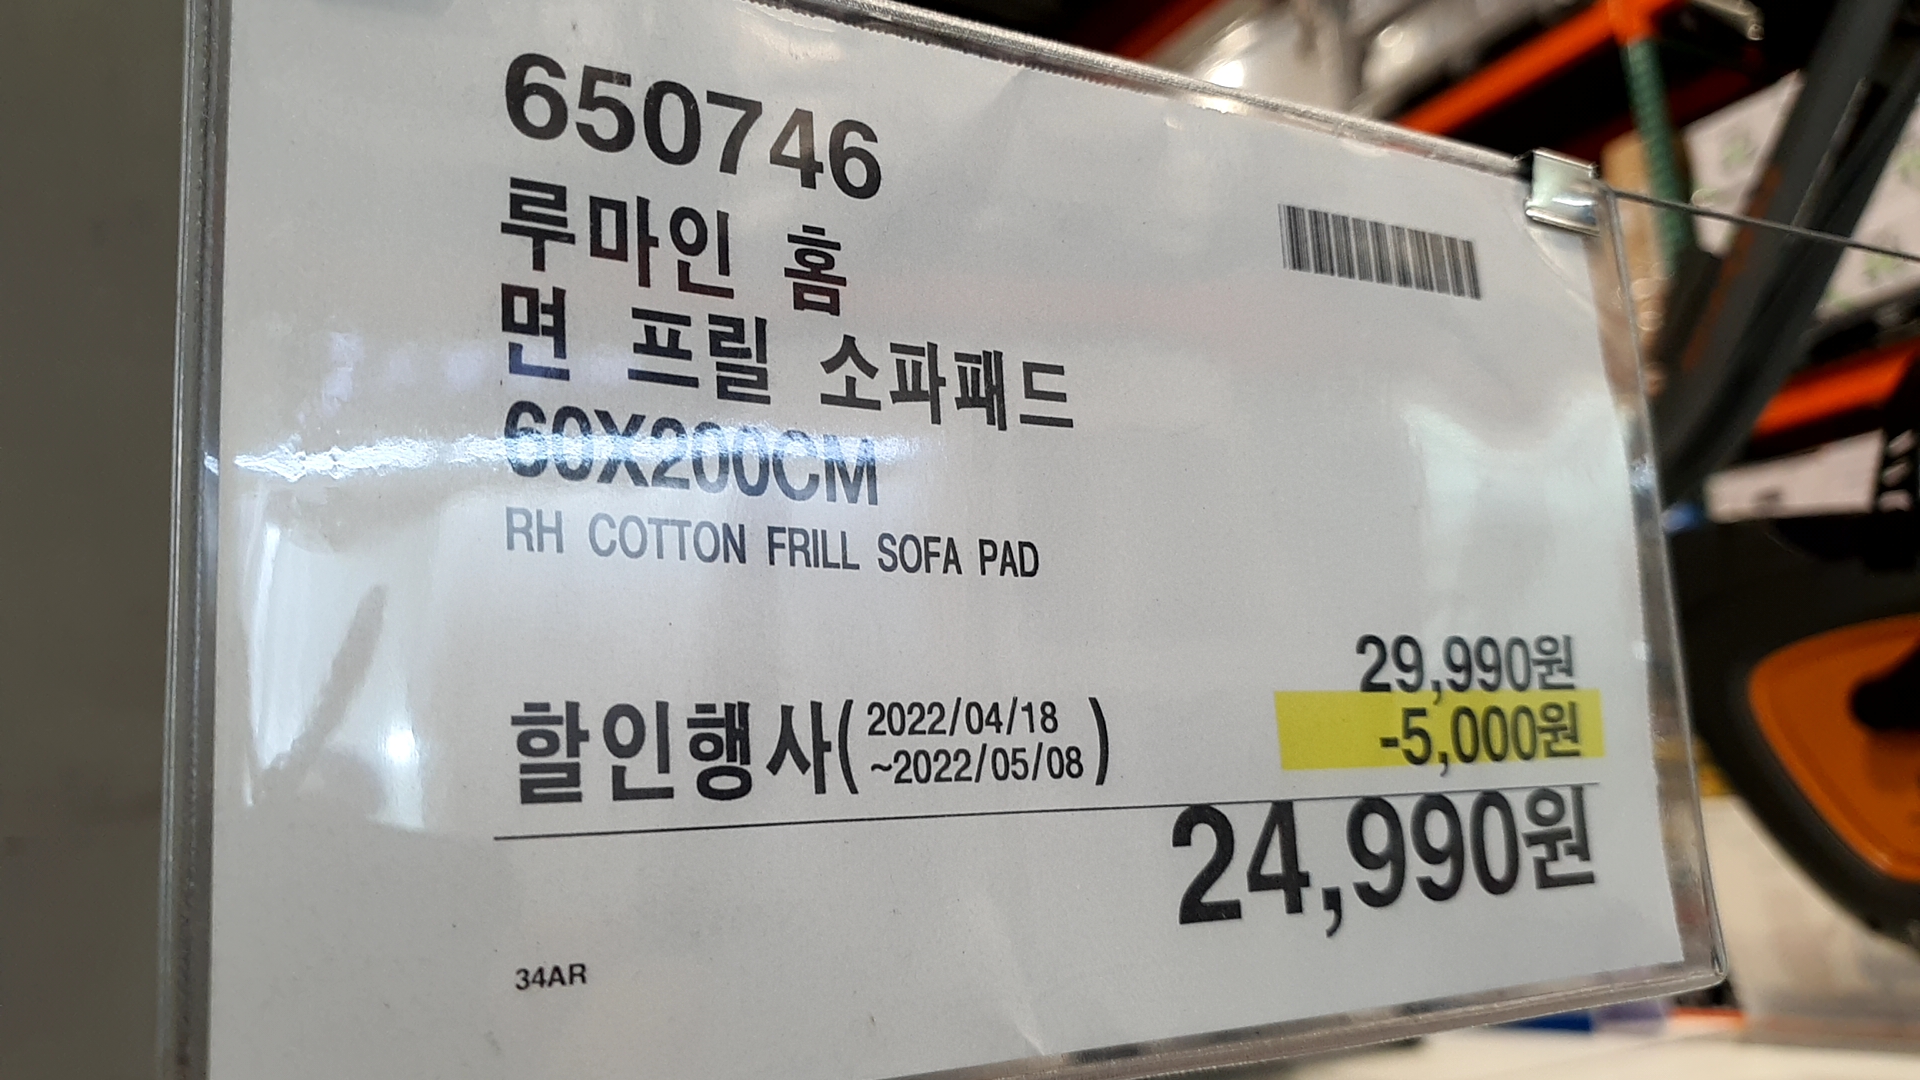 650746
루마인 홈
면 프릴 소파패드
60X200CM
RH COTTON FRILL SOFA PAD
29,990원
할인행사(2022/04/18
~2022/05/08)
-5,000원
24,990원
34AR